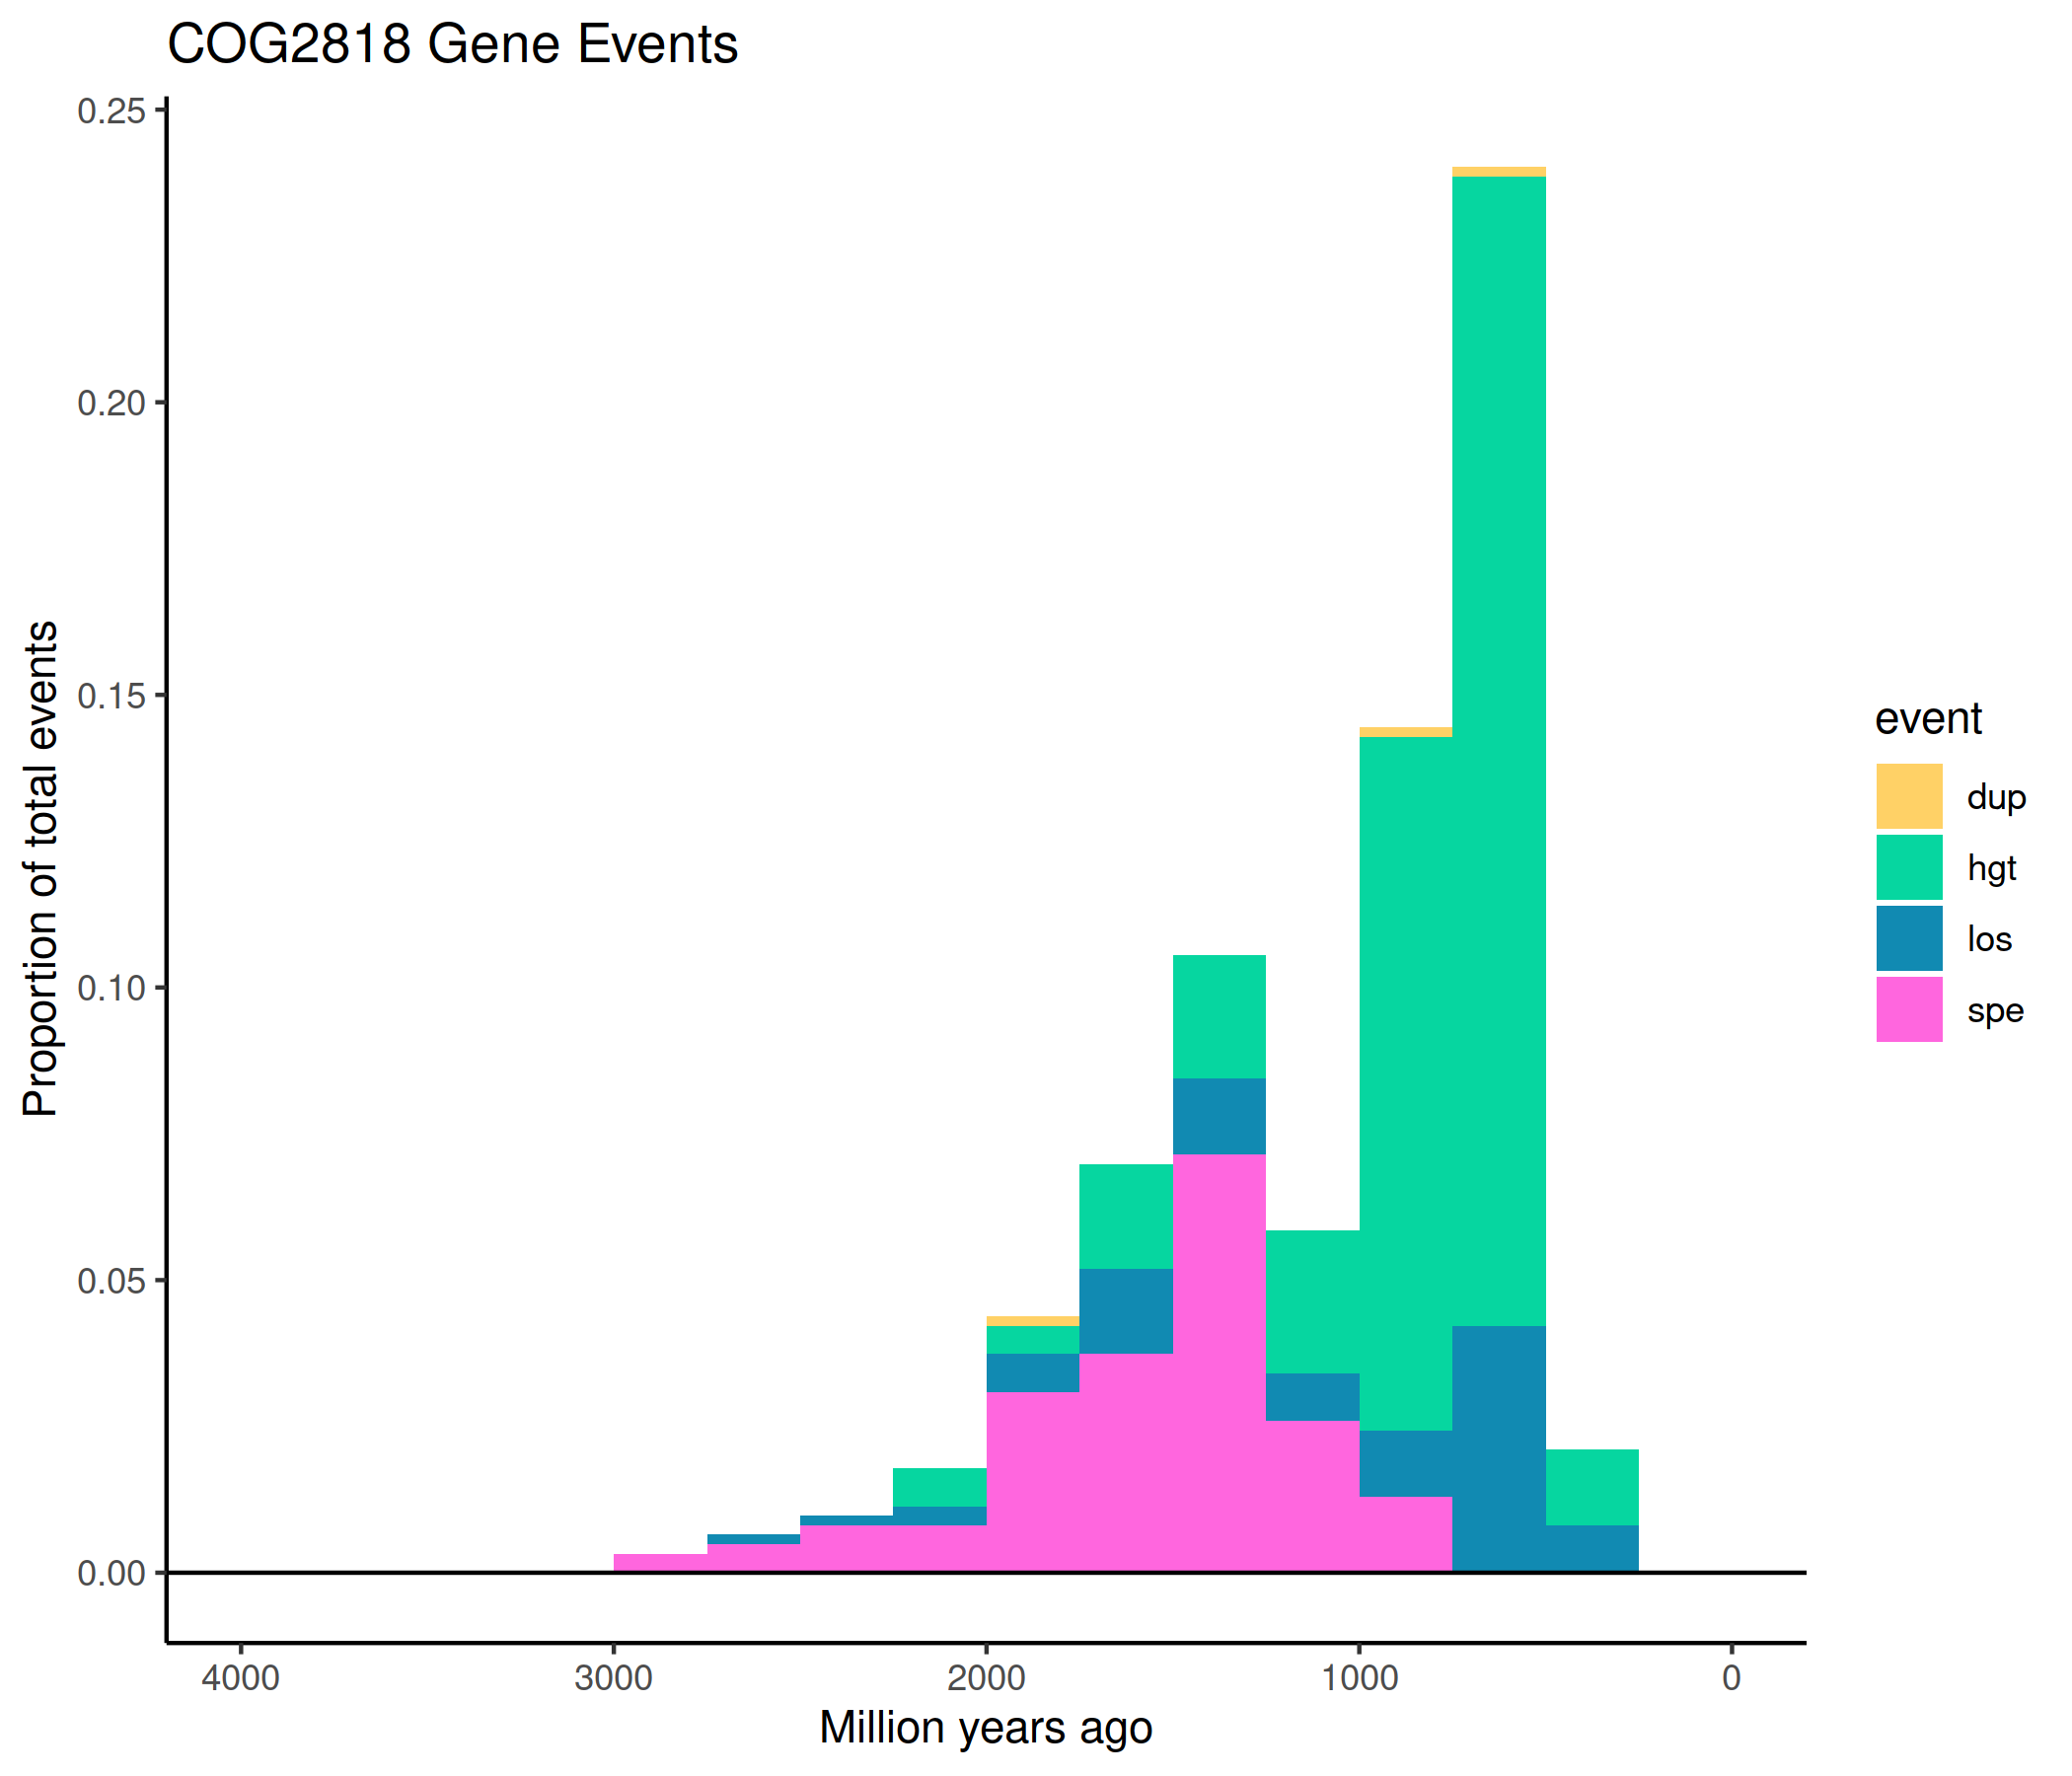 COG2818 Gene Events
0.25
0.20
0.15
0.10
0.05
0.00
Proportion of total events
4000 3000 2000 1000 0
Million years ago
event
dup
hgt
los
spe